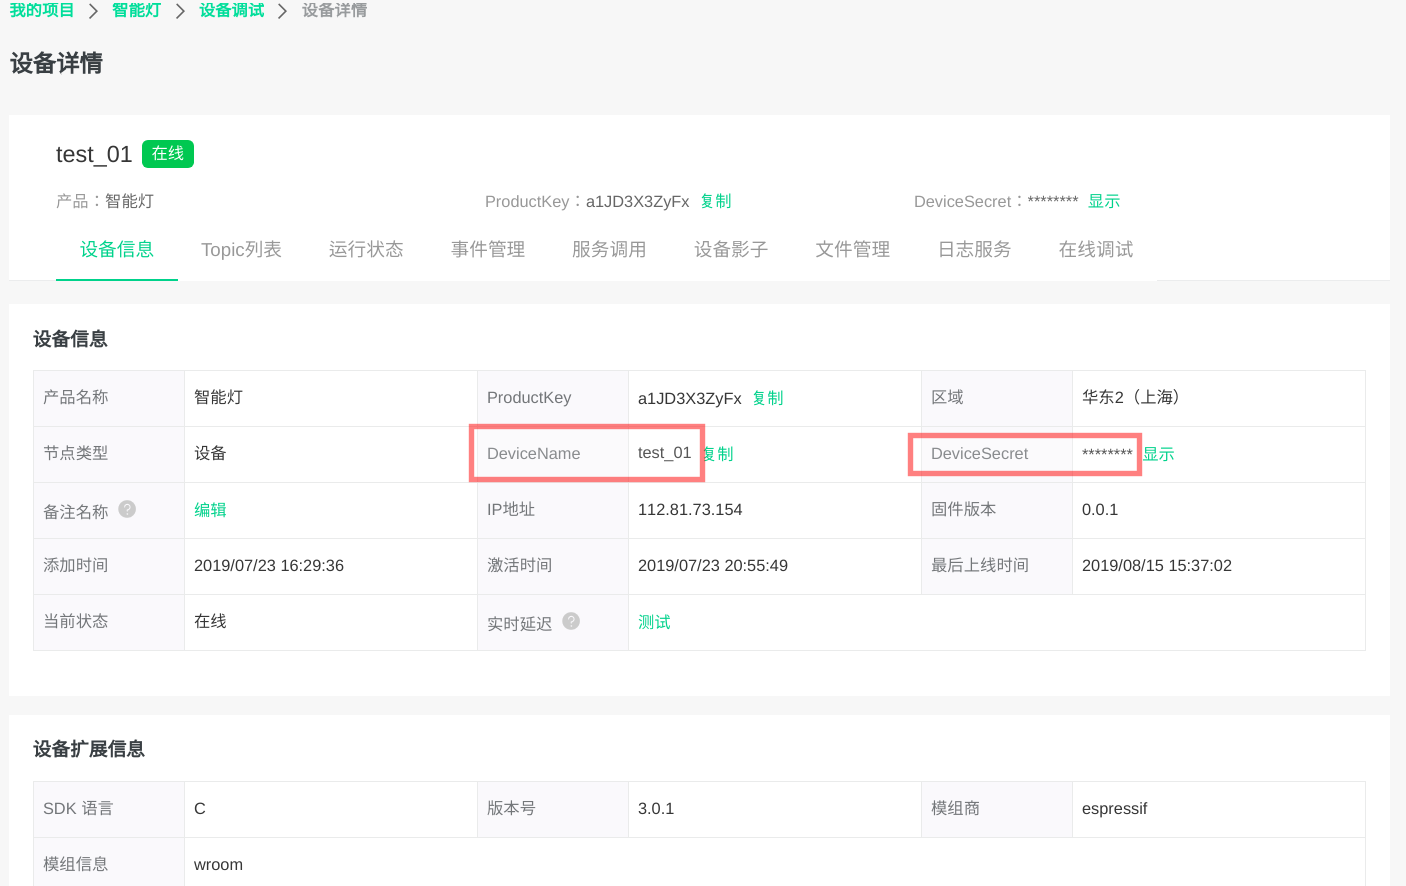 我的项目 > 智能灯 > 设备调试 > 设备详情
设备详情
test_01 在线
产品：智能灯 ProductKey：a1JD3X3ZyFx 复制 DeviceSecret：******** 显示
设备信息 Topic列表 运行状态 事件管理 服务调用 设备影子 文件管理 日志服务 在线调试
设备信息
产品名称 智能灯 ProductKey a1JD3X3ZyFx 复制 区域 华东2（上海）
节点类型 设备 DeviceName test_01 复制 DeviceSecret ******** 显示
备注名称 ? 编辑 IP地址 112.81.73.154 固件版本 0.0.1
添加时间 2019/07/23 16:29:36 激活时间 2019/07/23 20:55:49 最后上线时间 2019/08/15 15:37:02
当前状态 在线 实时延迟 ? 测试
设备扩展信息
SDK 语言 C 版本号 3.0.1 模组商 espressif
模组信息 wroom